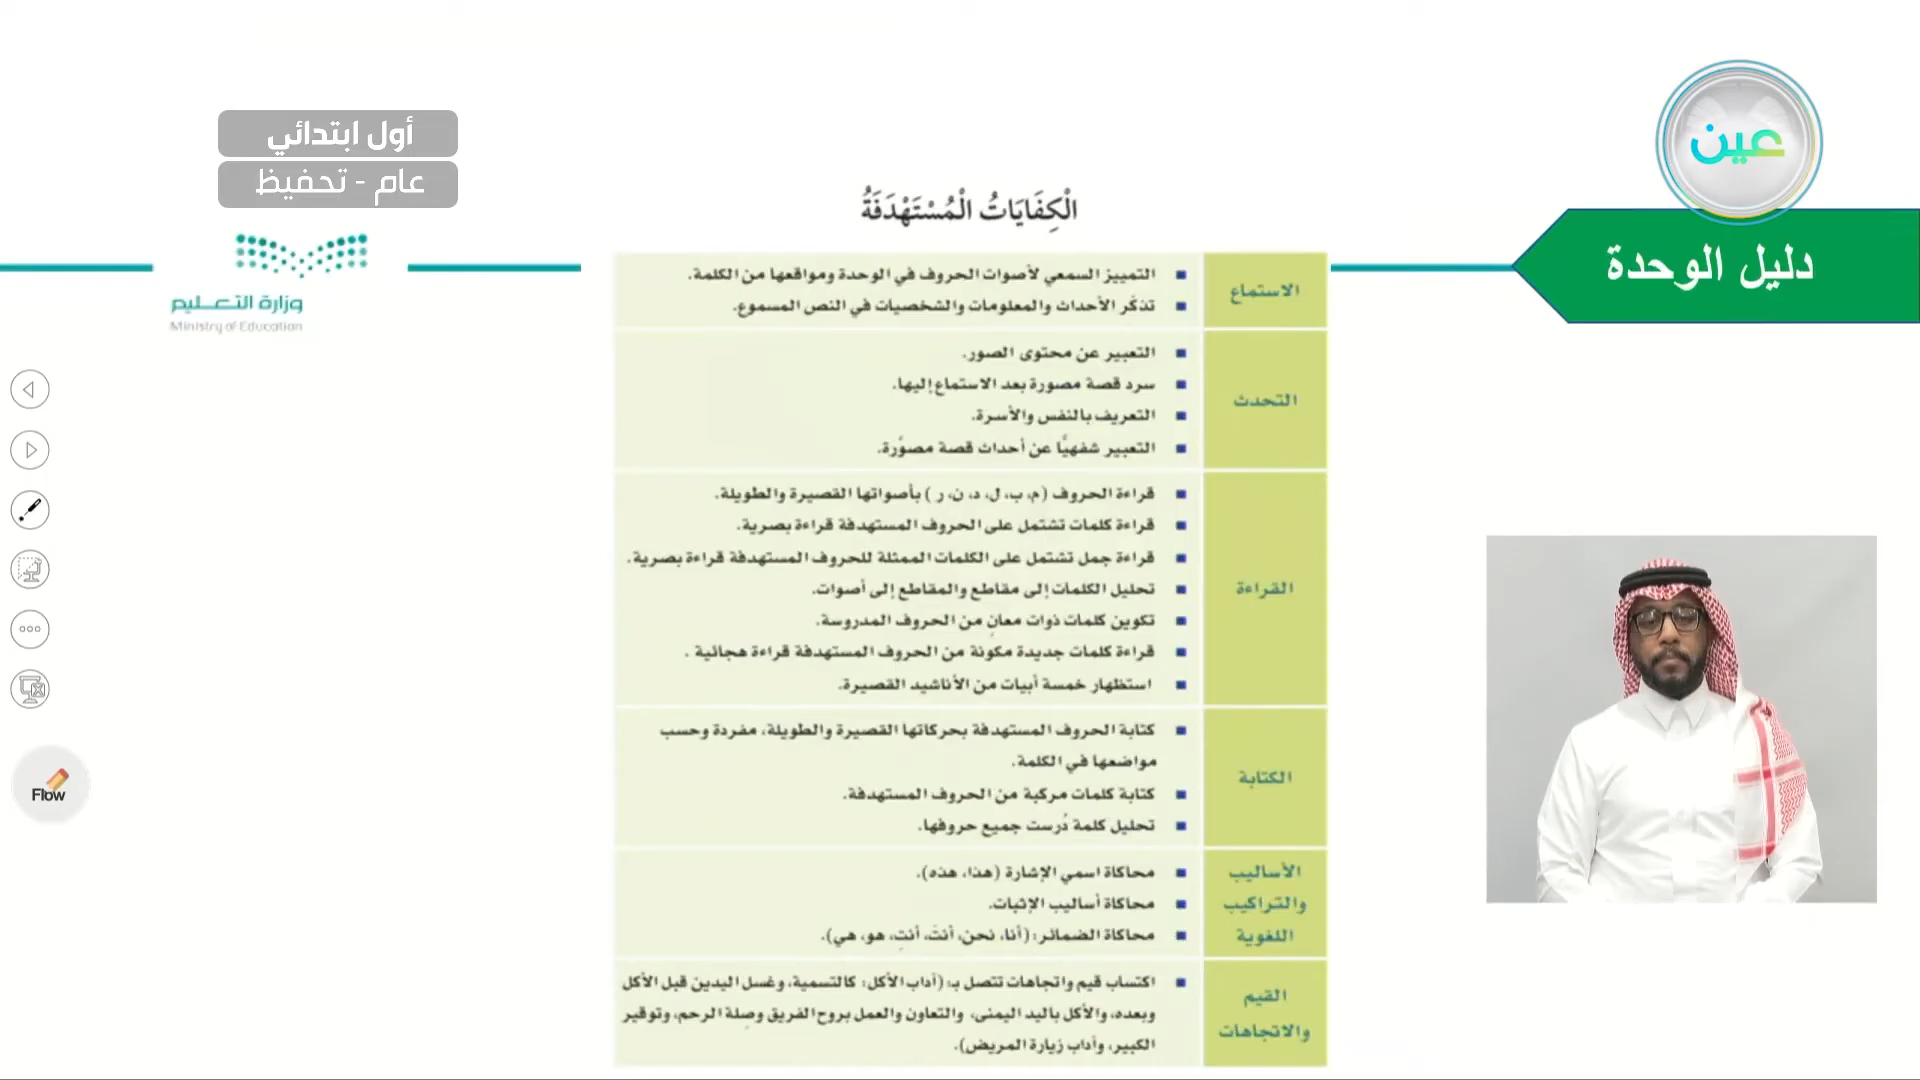 أول ابتدائي
عام - تحفيظ
وزارة التعليم
Ministry of Education
عين
دليل الوحدة
الْكِفَايَاتُ الْمُسْتَهْدَفَةُ
الاستماع
التمييز السمعي لأصوات الحروف في الوحدة ومواقعها من الكلمة.
تذكّر الأحداث والمعلومات والشخصيات في النص المسموع.
التحدث
التعبير عن محتوى الصور.
سرد قصة مصورة بعد الاستماع إليها.
التعريف بالنفس والأسرة.
التعبير شفهيًّا عن أحداث قصة مصوّرة.
القراءة
قراءة الحروف (م، ب، ل، د، ن، ر) بأصواتها القصيرة والطويلة.
قراءة كلمات تشتمل على الحروف المستهدفة قراءة بصرية.
قراءة جمل تشتمل على الكلمات الممثلة للحروف المستهدفة قراءة بصرية.
تحليل الكلمات إلى مقاطع والمقاطع إلى أصوات.
تكوين كلمات ذوات معانٍ من الحروف المدروسة.
قراءة كلمات جديدة مكونة من الحروف المستهدفة قراءة هجائية .
استظهار خمسة أبيات من الأناشيد القصيرة.
الكتابة
كتابة الحروف المستهدفة بحركاتها القصيرة والطويلة، مفردة وحسب
مواضعها في الكلمة.
كتابة كلمات مركبة من الحروف المستهدفة.
تحليل كلمة دُرست جميع حروفها.
الأساليب
والتراكيب
اللغوية
محاكاة اسمي الإشارة (هذا، هذه).
محاكاة أساليب الإثبات.
محاكاة الضمائر: (أنا، نحن، أنتَ، أنتِ، هو، هي).
القيم
والاتجاهات
اكتساب قيم واتجاهات تتصل بـ: (آداب الأكل: كالتسمية، وغسل اليدين قبل الأكل
وبعده، والأكل باليد اليمنى، والتعاون والعمل بروح الفريق وصِلة الرحم، وتوقير
الكبير، وآداب زيارة المريض).
Flow